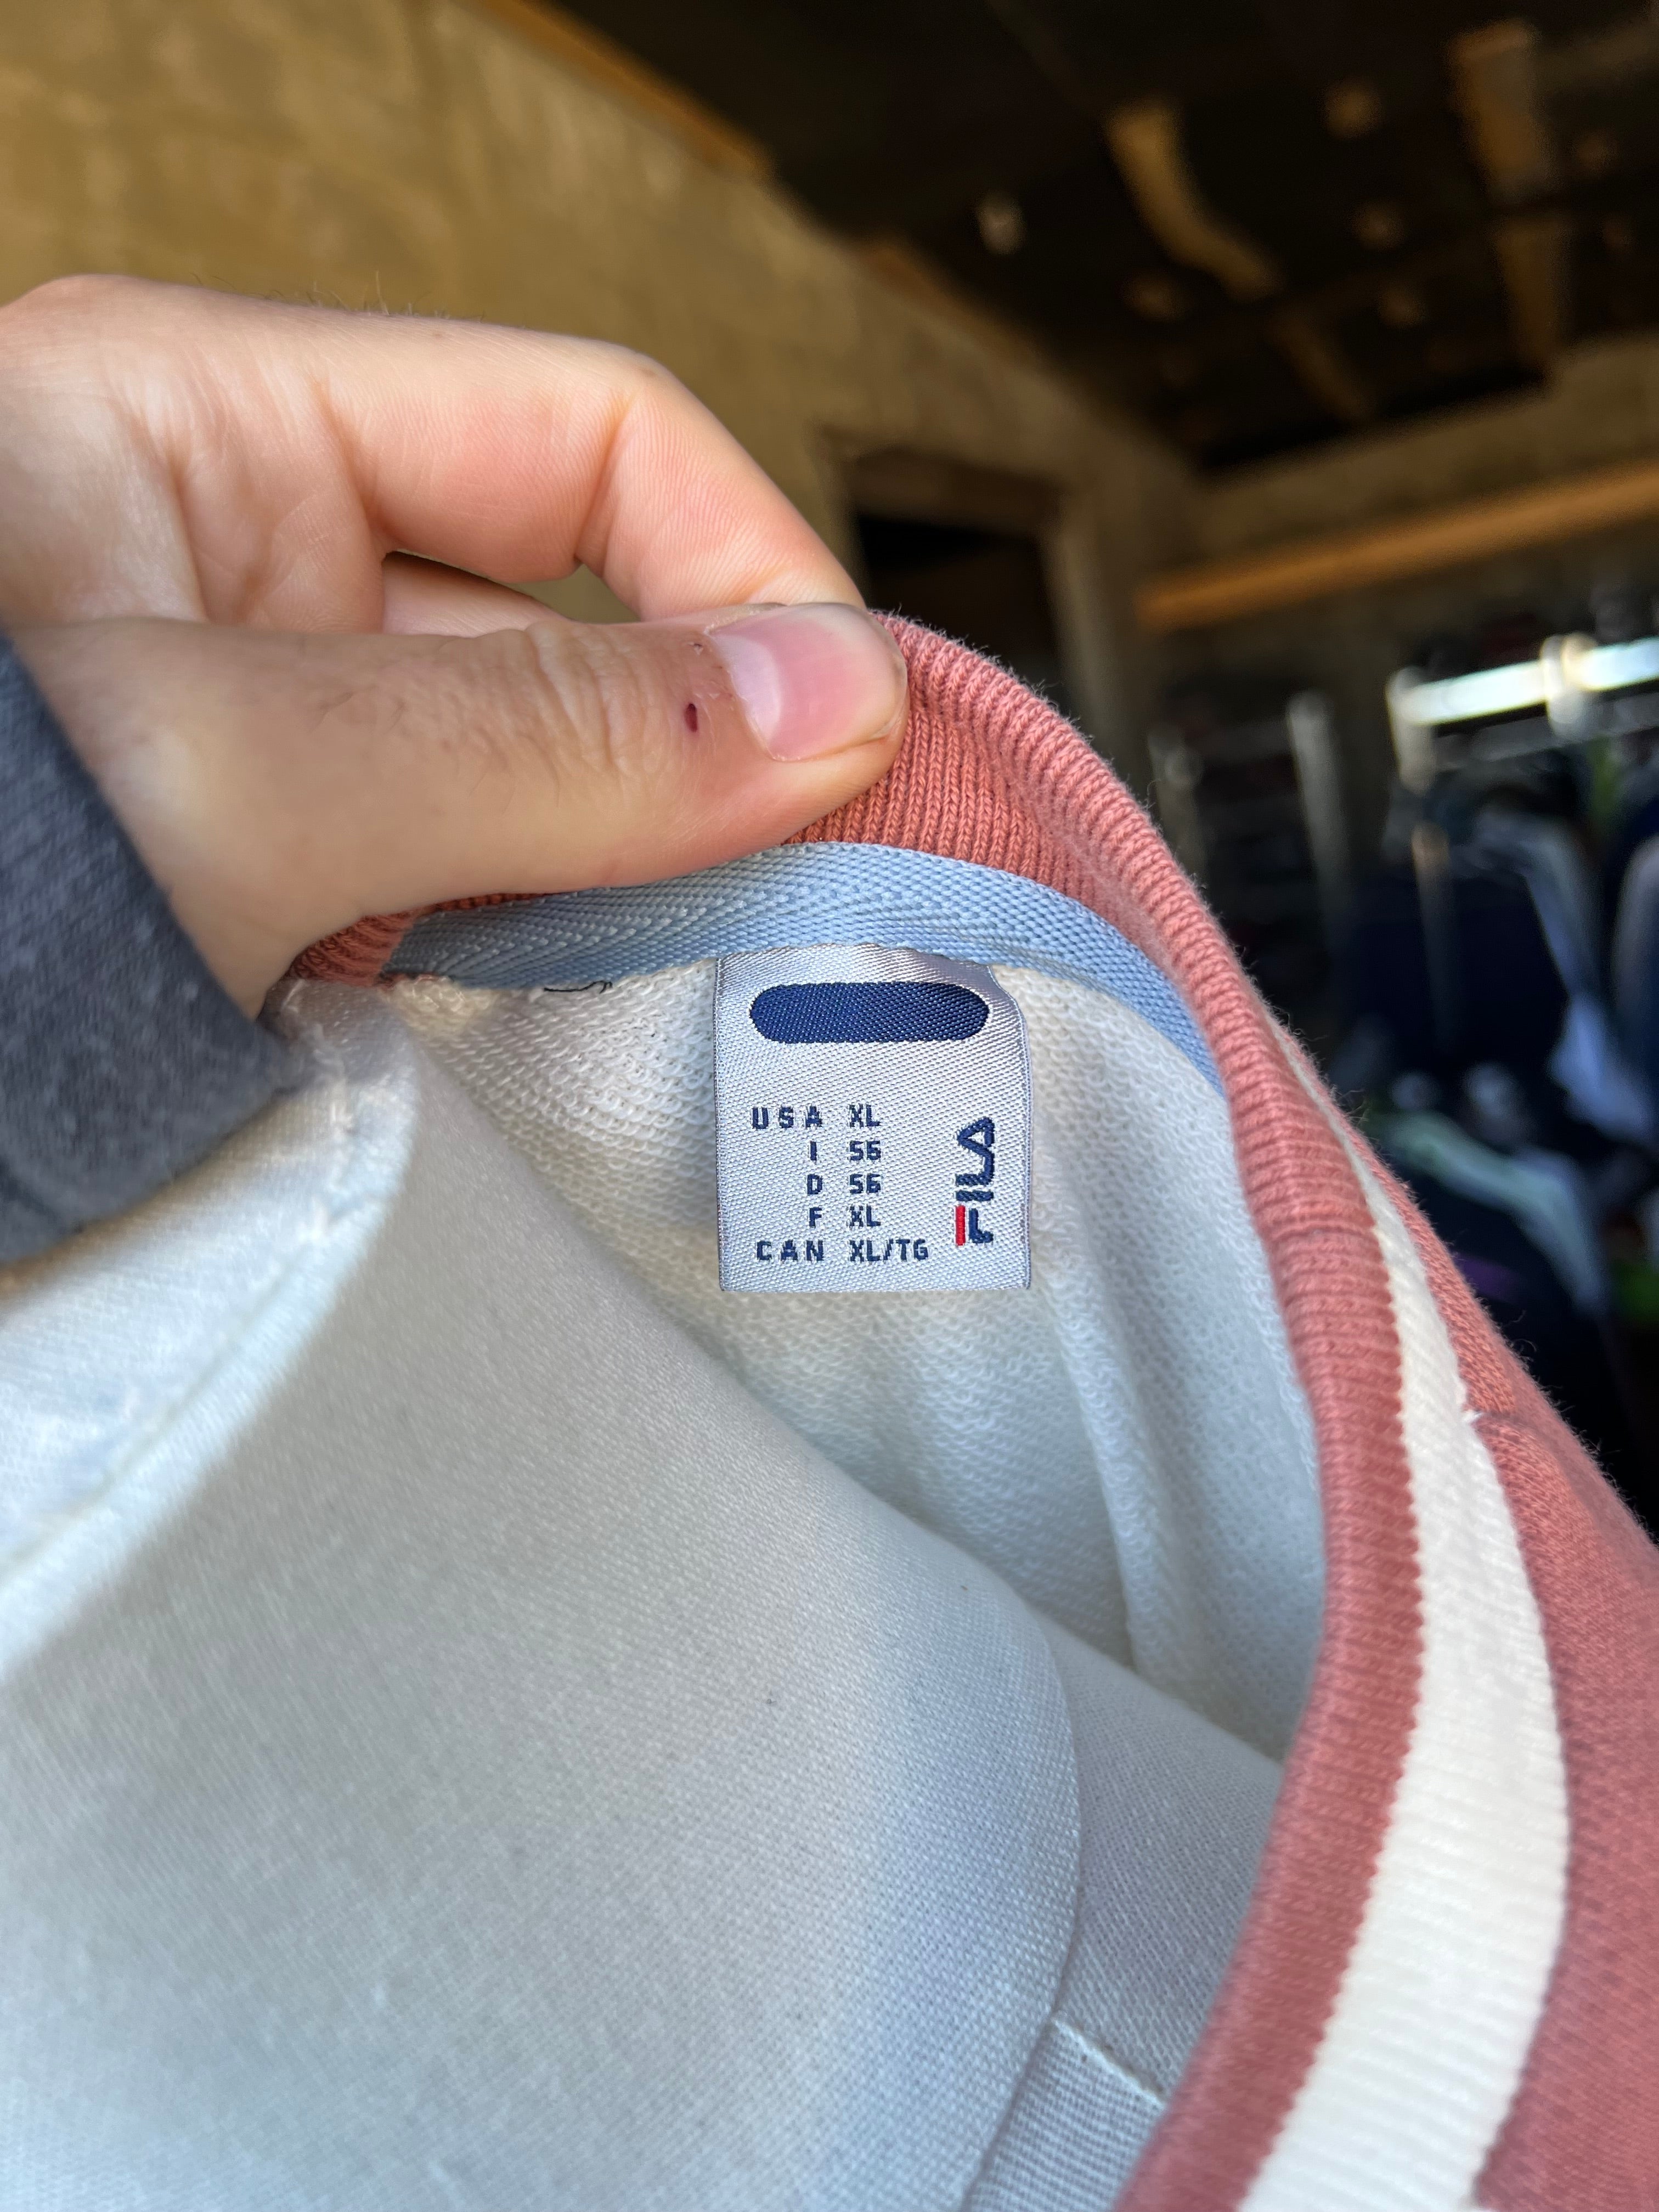 USA XL
I 56
D 56
F XL
CAN XL/TG
FILA